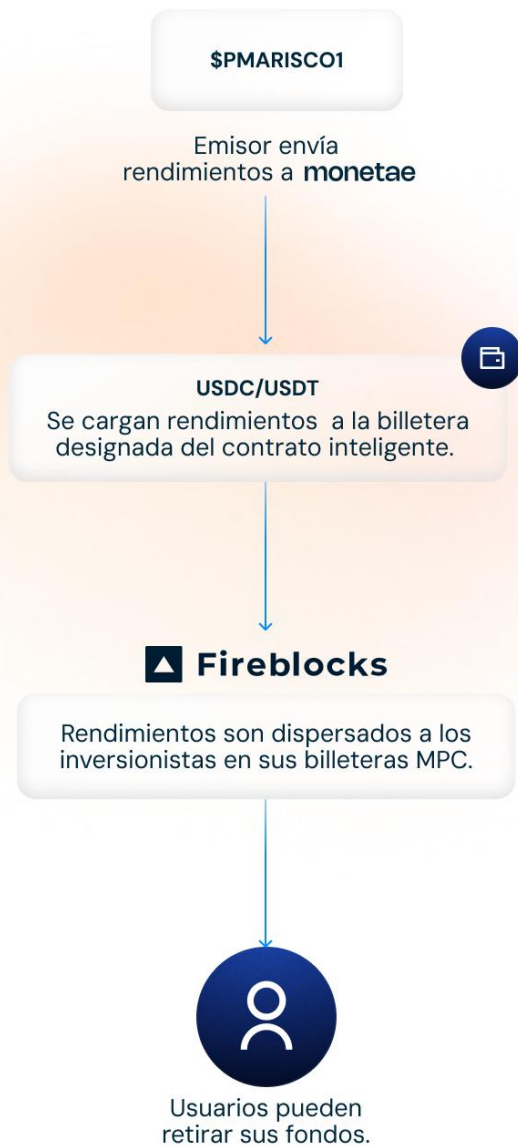 $PMARISCO1
Emisor envía
rendimientos a monetae
USDC/USDT
Se cargan rendimientos a la billetera
designada del contrato inteligente.
Fireblocks
Rendimientos son dispersados a los
inversionistas en sus billeteras MPC.
Usuarios pueden
retirar sus fondos.